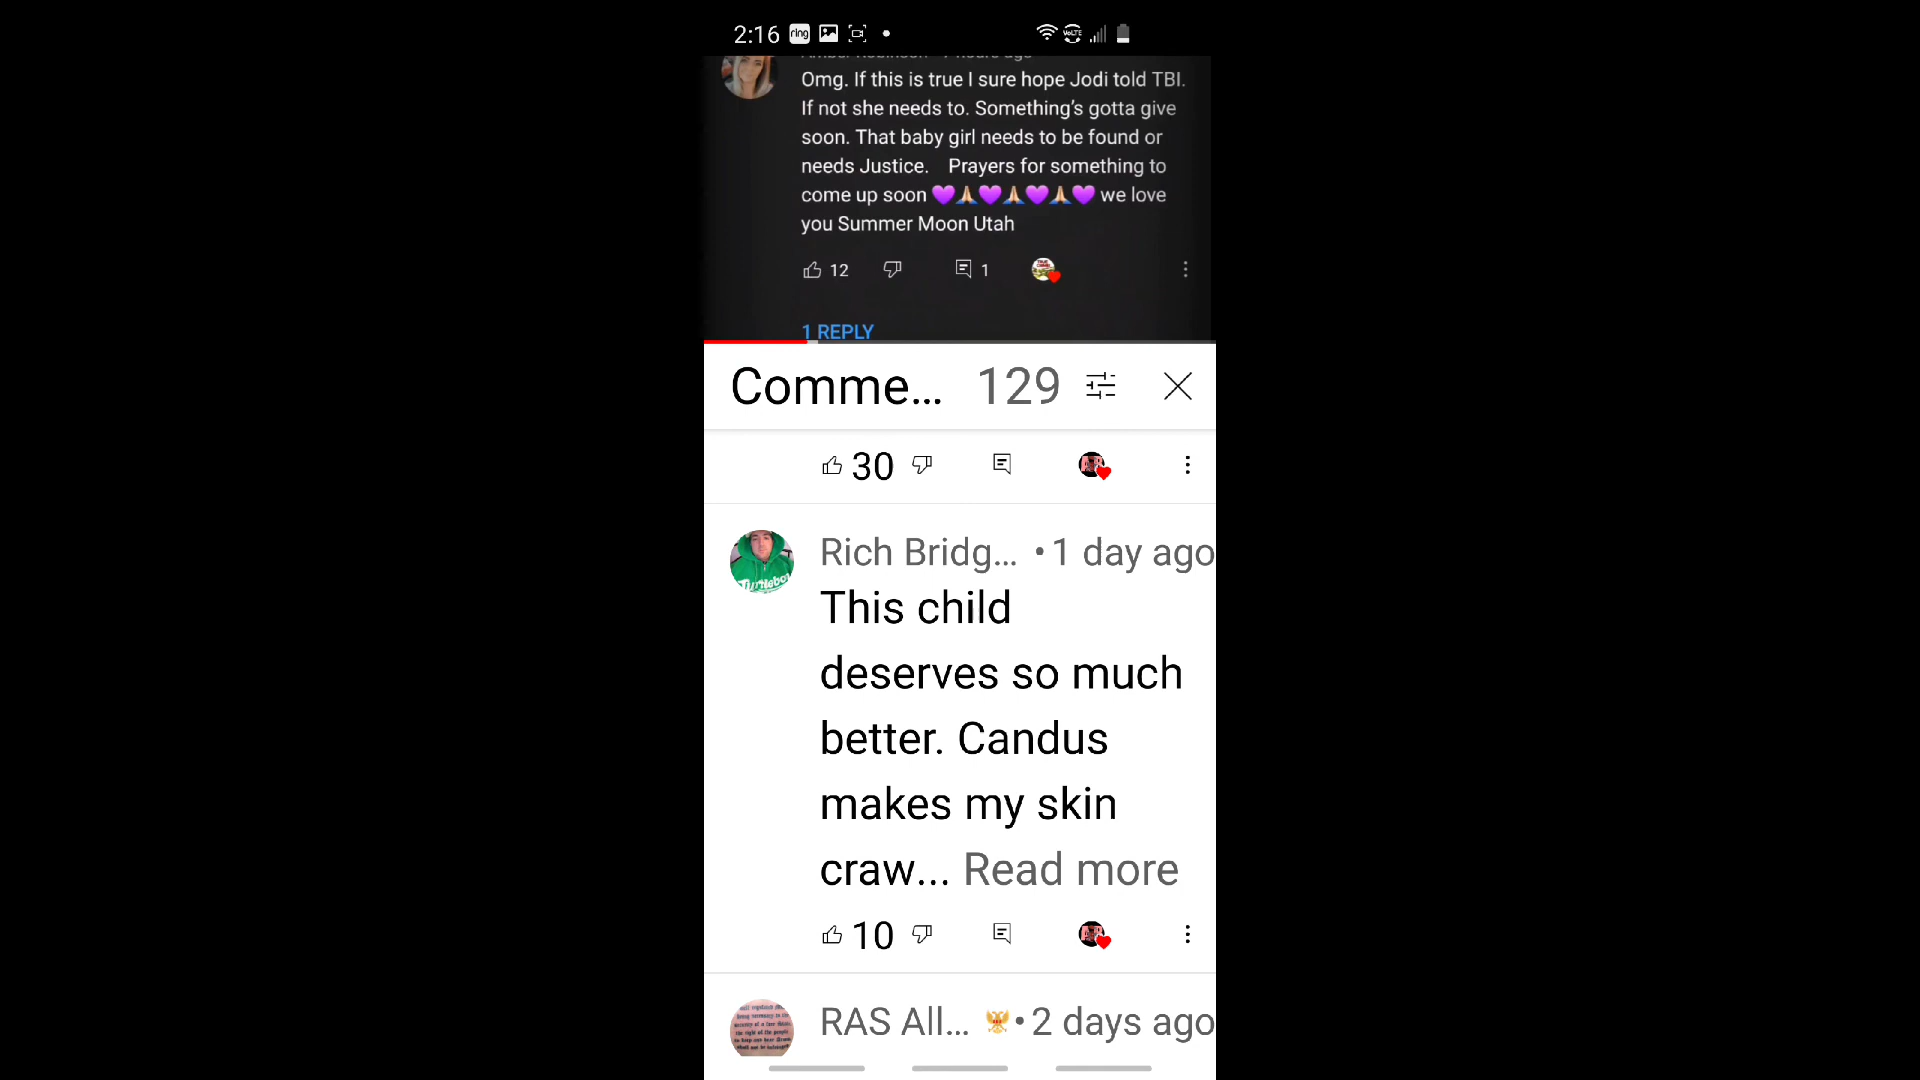 2:16 ring
Omg. If this is true I sure hope Jodi told TBI.
If not she needs to. Something's gotta give
soon. That baby girl needs to be found or
needs Justice. Prayers for something to
come up soon 💜🙏🏼💜🙏🏼💜🙏🏼💜 we love
you Summer Moon Utah
12 1
1 REPLY
Comme... 129
30
Rich Bridg... • 1 day ago
This child
deserves so much
better. Candus
makes my skin
craw... Read more
10
RAS All... • 2 days ago